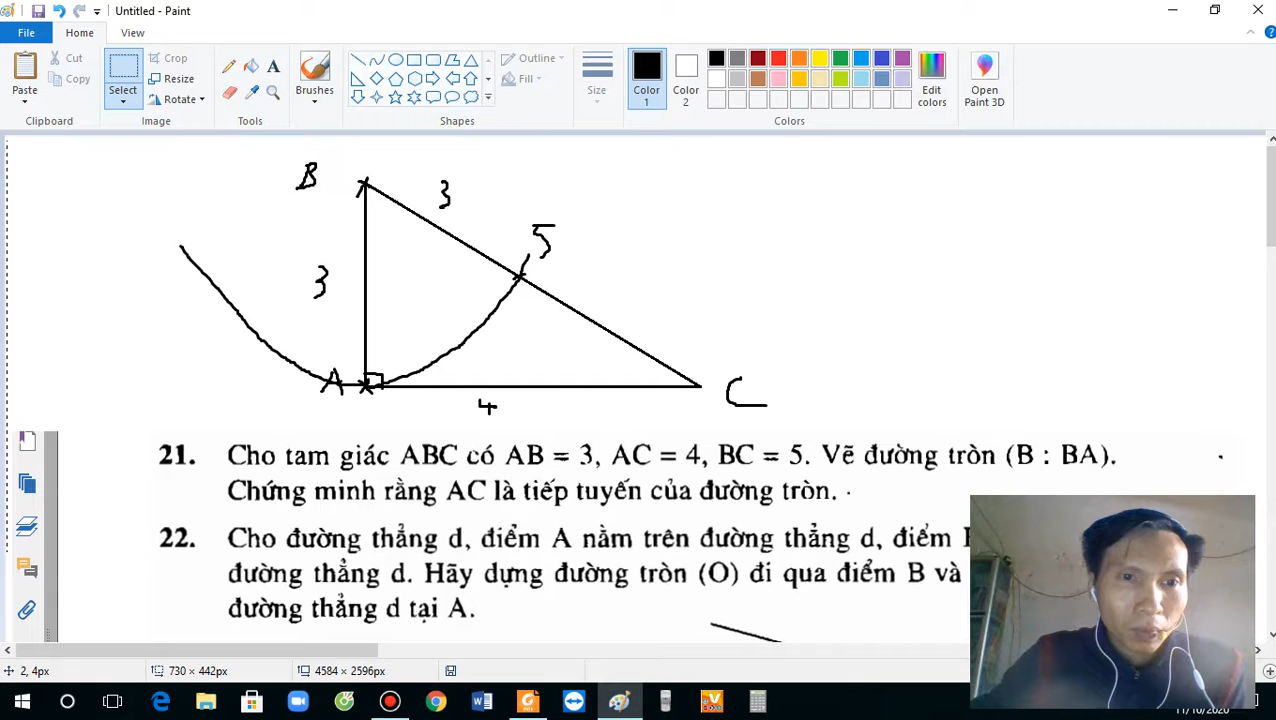 Untitled - Paint
File
Home
View
Paste
Cut
Copy
Clipboard
Select
Crop
Resize
Rotate
Image
A
Tools
Brushes
Outline
Fill
Shapes
Size
Color 1
Color 2
Edit colors
Colors
Open Paint 3D
B
3
5
3
A
4
C
21. Cho tam giác ABC có AB = 3, AC = 4, BC = 5. Vẽ đường tròn (B : BA).
Chứng minh rằng AC là tiếp tuyến của đường tròn.
22. Cho đường thẳng d, điểm A nằm trên đường thẳng d, điểm
đường thẳng d. Hãy dựng đường tròn (O) đi qua điểm B và
đường thẳng d tại A.
2, 4px
730 × 442px
4584 × 2596px
11/10/2020